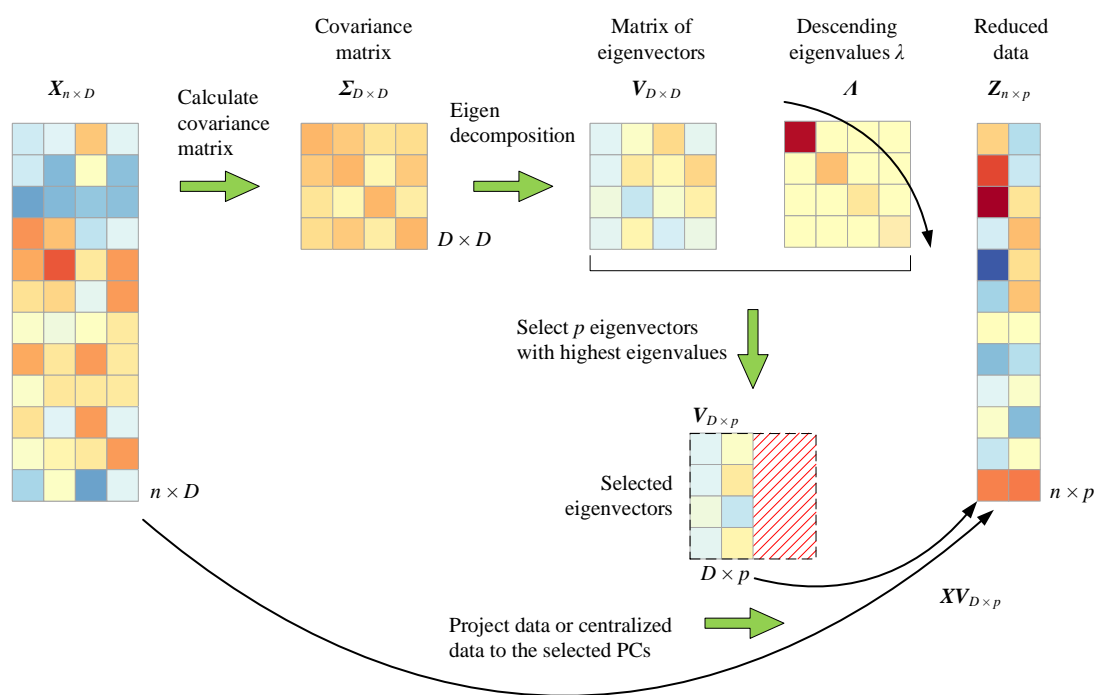 X n × D
Calculate
covariance
matrix
n × D
Covariance
matrix
Σ D × D
D × D
Eigen
decomposition
Matrix of
eigenvectors
V D × D
Descending
eigenvalues λ
Λ
Select p eigenvectors
with highest eigenvalues
V D × p
Selected
eigenvectors
D × p
Project data or centralized
data to the selected PCs
XV D × p
Reduced
data
Z n × p
n × p